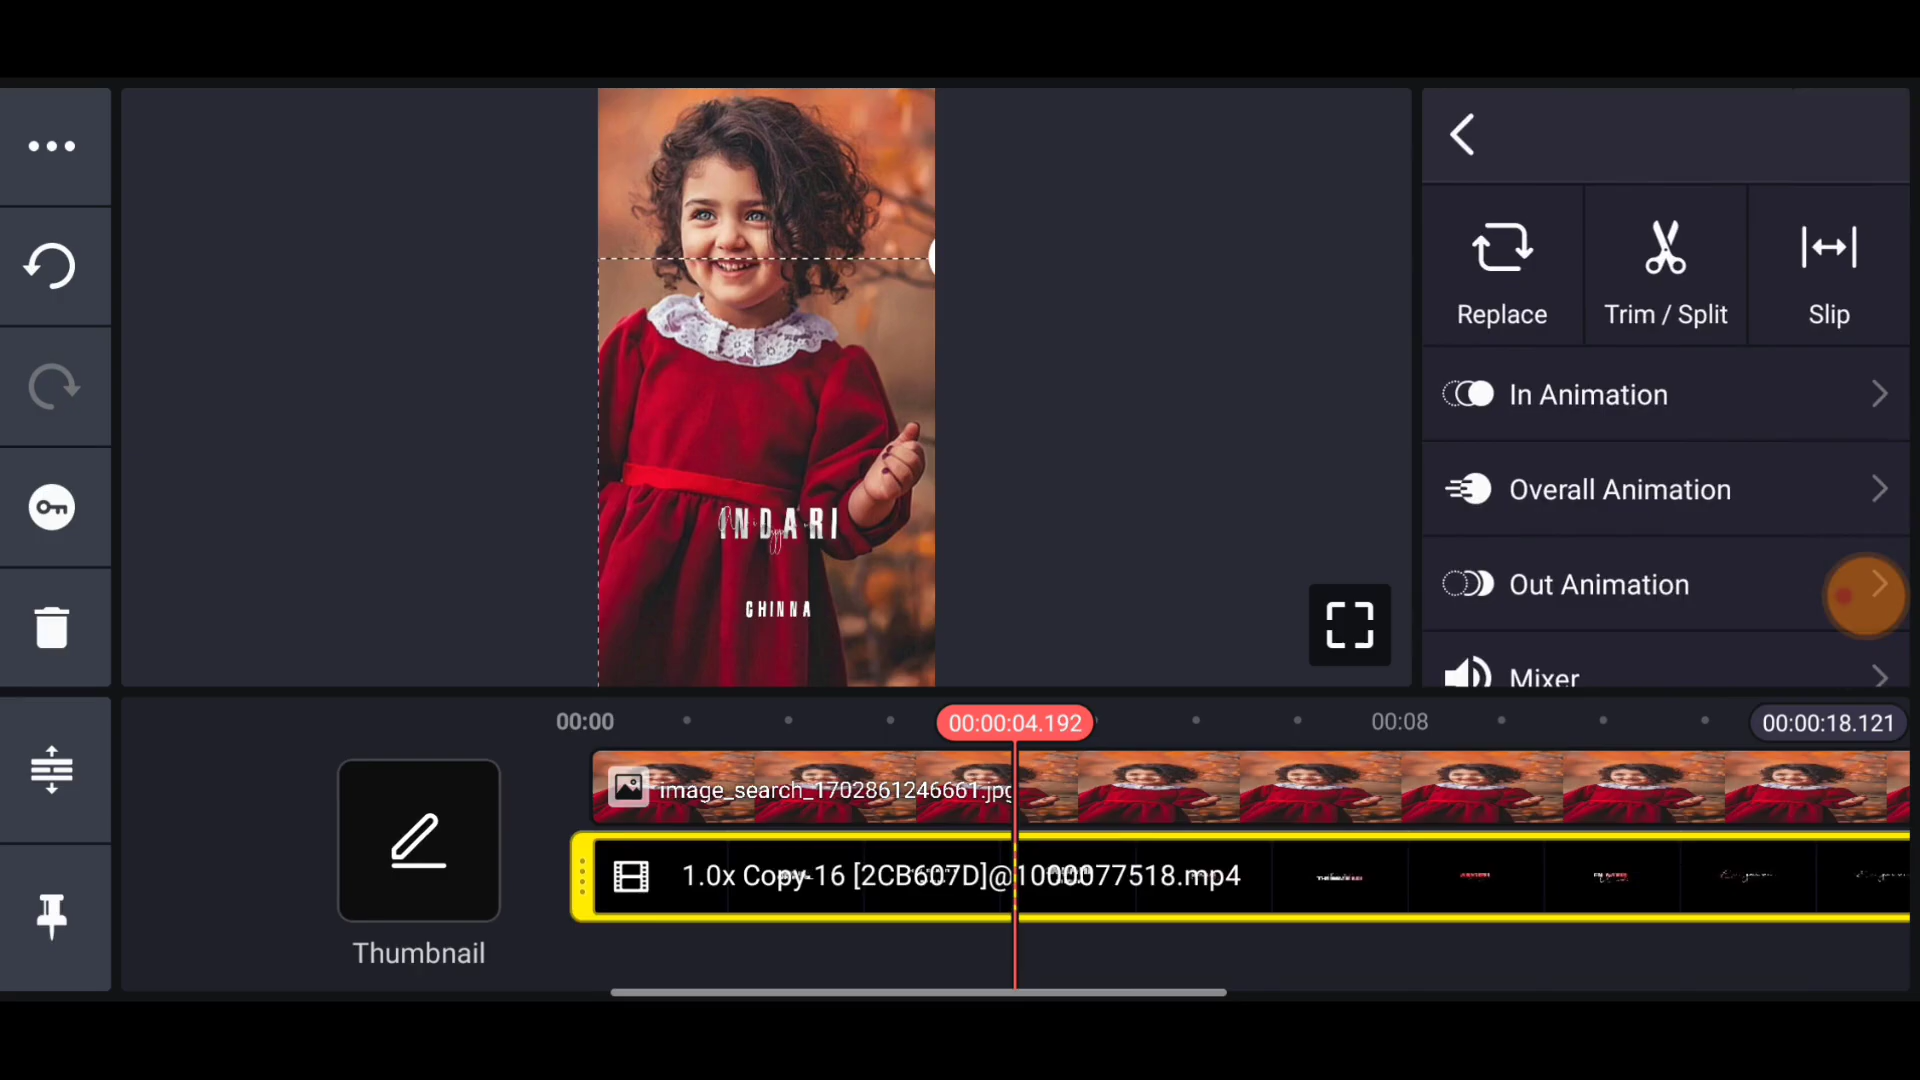 Replace
Trim / Split
Slip
In Animation
Overall Animation
Out Animation
Mixer
INDARI
CHINNA
00:00
00:00:04.192
00:08
00:00:18.121
image_search_1702861246661.jpg
1.0x Copy-16 [2CB607D]@1000077518.mp4
Thumbnail